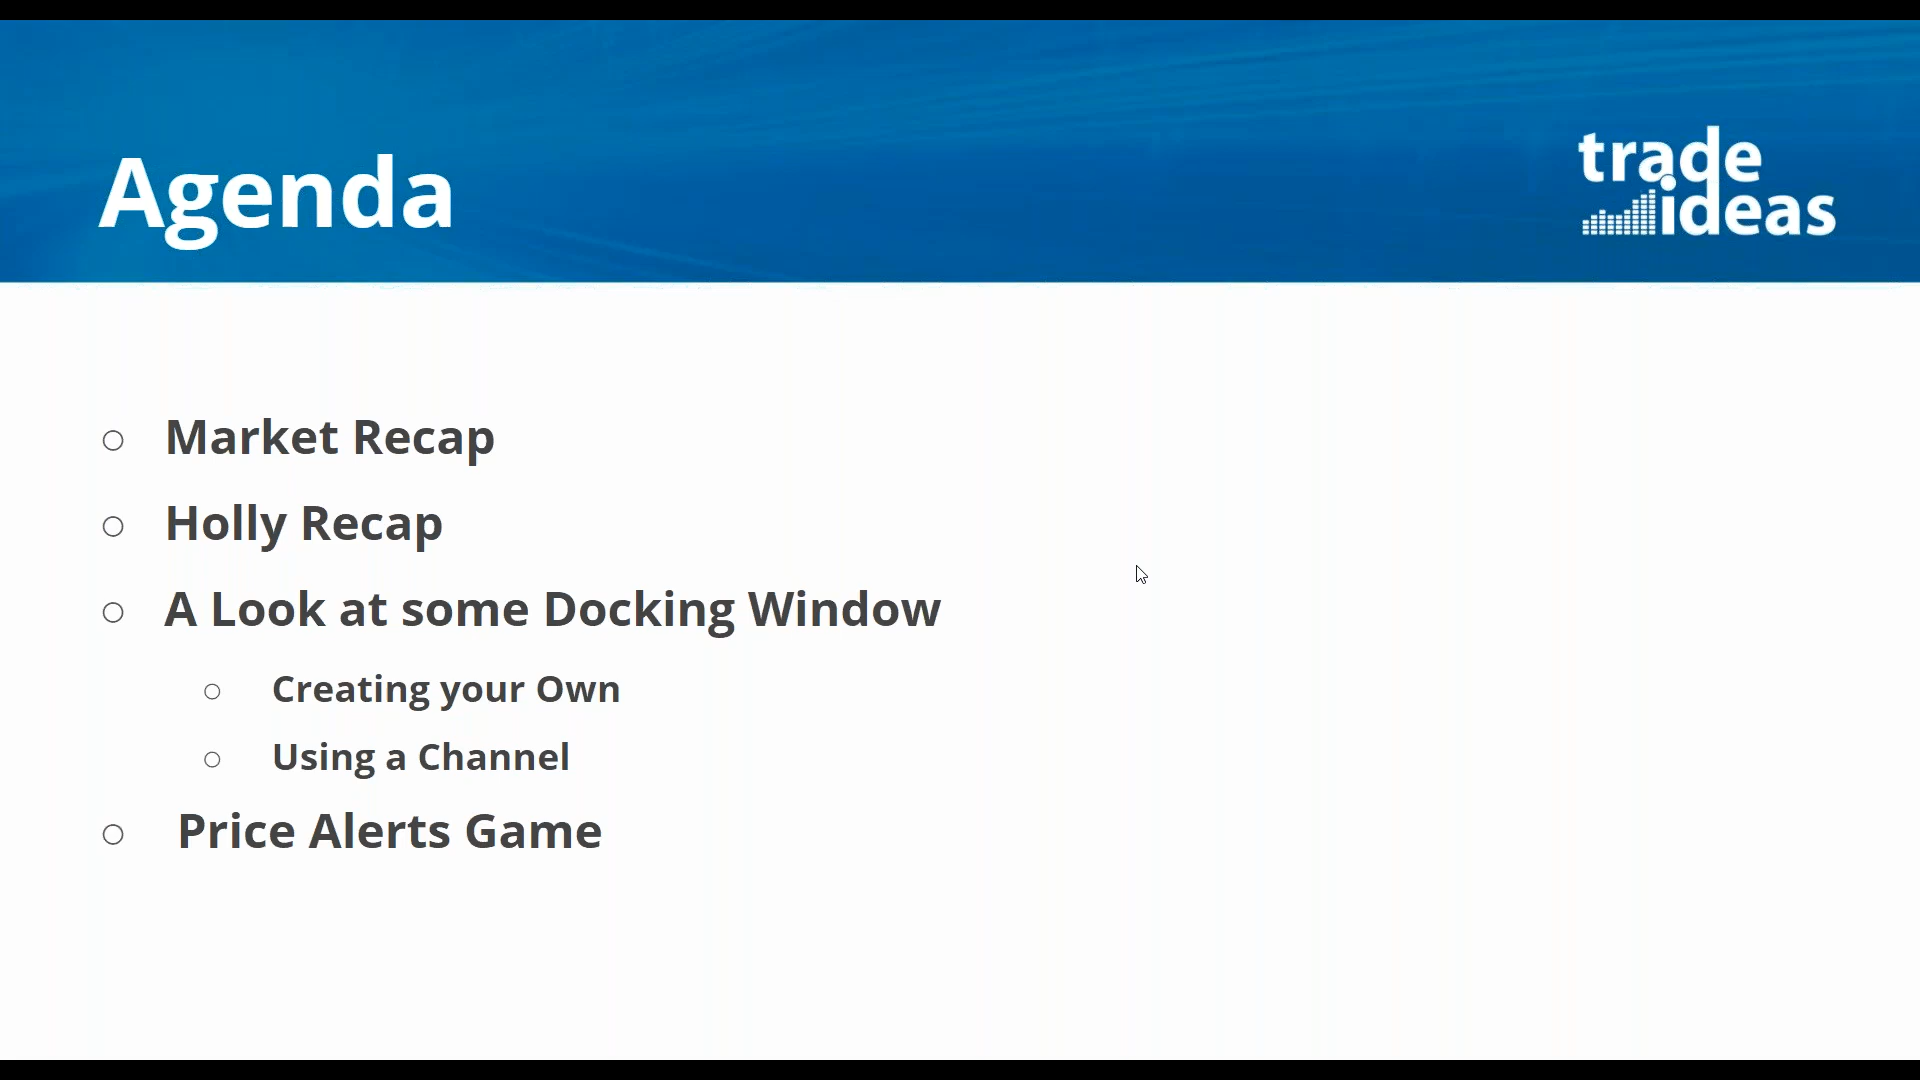 Agenda
trade
ideas
Market Recap
Holly Recap
A Look at some Docking Window
Creating your Own
Using a Channel
Price Alerts Game